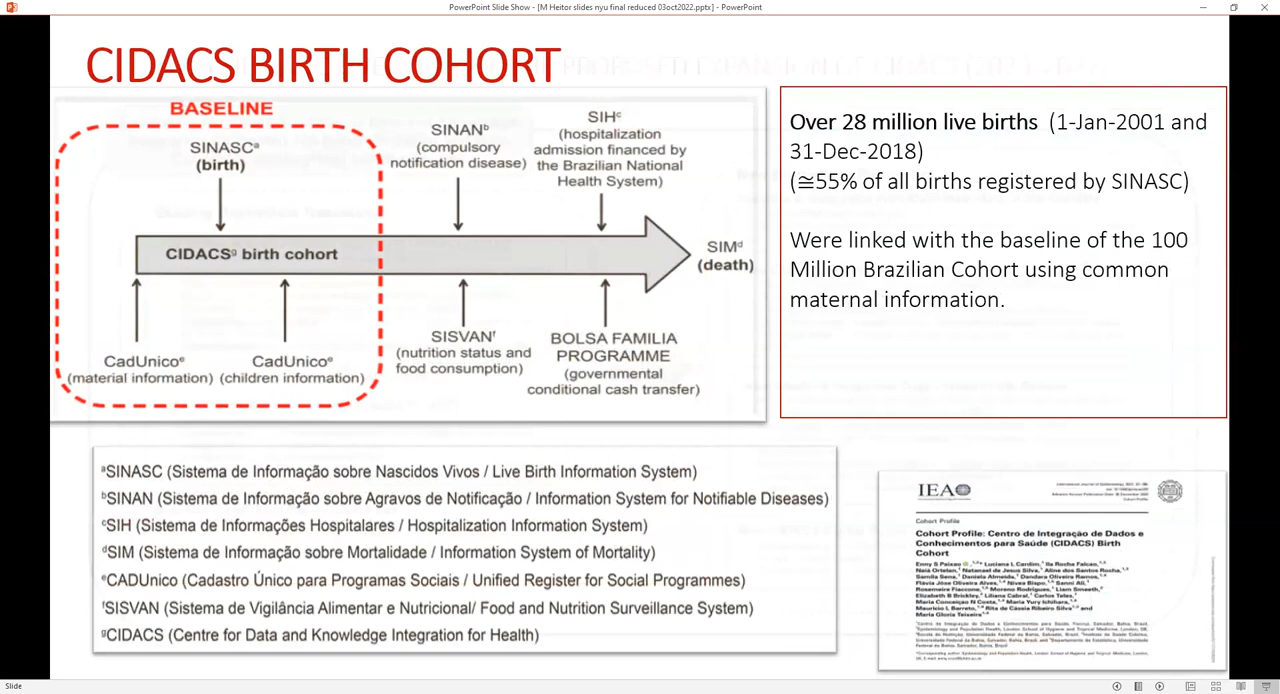 PowerPoint Slide Show - [M Heitor slides nyu final reduced 03oct2022.pptx] - PowerPoint
CIDACS BIRTH COHORT
BASELINE
SINASCᵃ
(birth)
SINANᵇ
(compulsory
notification disease)
SIHᶜ
(hospitalization
admission financed by
the Brazilian National
Health System)
CIDACSᵍ birth cohort
SIMᵈ
(death)
CadUnicoᵉ
(material information)
CadUnicoᵉ
(children information)
SISVANᶠ
(nutrition status and
food consumption)
BOLSA FAMILIA
PROGRAMME
(governmental
conditional cash transfer)
Over 28 million live births (1-Jan-2001 and
31-Dec-2018)
(≅55% of all births registered by SINASC)
Were linked with the baseline of the 100
Million Brazilian Cohort using common
maternal information.
ᵃSINASC (Sistema de Informação sobre Nascidos Vivos / Live Birth Information System)
ᵇSINAN (Sistema de Informação sobre Agravos de Notificação / Information System for Notifiable Diseases)
ᶜSIH (Sistema de Informações Hospitalares / Hospitalization Information System)
ᵈSIM (Sistema de Informação sobre Mortalidade / Information System of Mortality)
ᵉCADUnico (Cadastro Único para Programas Sociais / Unified Register for Social Programmes)
ᶠSISVAN (Sistema de Vigilância Alimentar e Nutricional/ Food and Nutrition Surveillance System)
ᵍCIDACS (Centre for Data and Knowledge Integration for Health)
IEA
Cohort Profile
Cohort Profile: Centro de Integração de Dados e
Conhecimentos para Saúde (CIDACS) Birth
Cohort
Slide